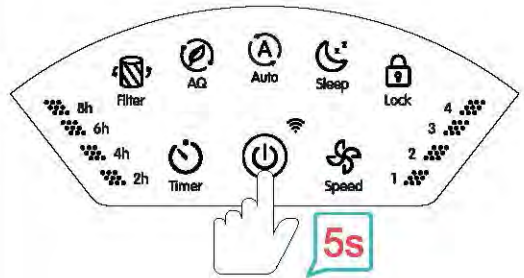 Filter
AQ
Auto
Sleep
Lock
8h
6h
4h
2h
4
3
2
1
Timer
Speed
5s